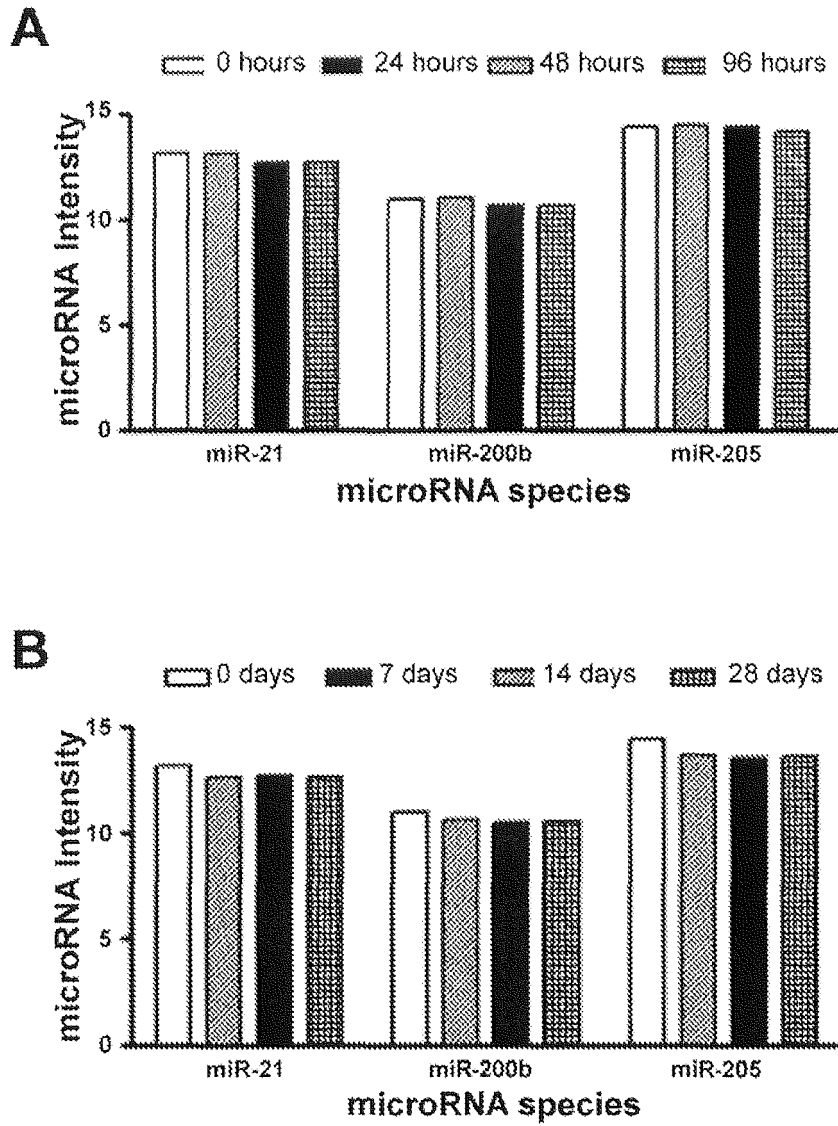 A
0 hours 24 hours 48 hours 96 hours
microRNA Intensity
15
10
5
0
miR-21 miR-200b miR-205
microRNA species
B
0 days 7 days 14 days 28 days
microRNA Intensity
15
10
5
0
miR-21 miR-200b miR-205
microRNA species